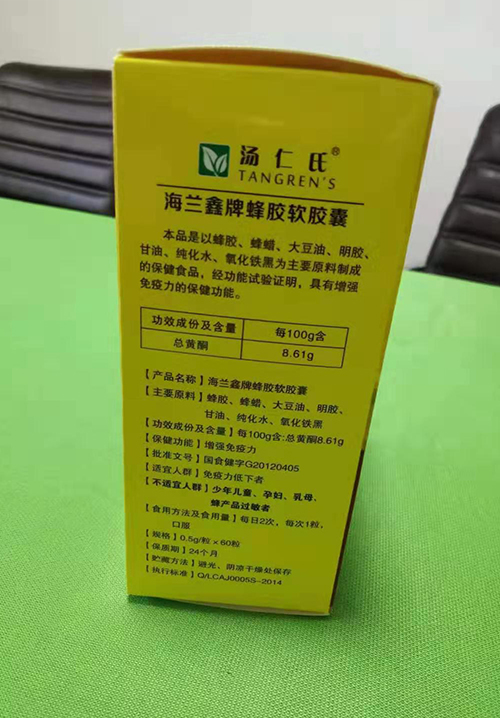 汤仁氏®
TANGREN'S
海兰鑫牌蜂胶软胶囊
本品是以蜂胶、蜂蜡、大豆油、明胶、
甘油、纯化水、氧化铁黑为主要原料制成
的保健食品，经功能试验证明，具有增强
免疫力的保健功能。
功效成份及含量 每100g含
总黄酮 8.61g
【产品名称】海兰鑫牌蜂胶软胶囊
【主要原料】蜂胶、蜂蜡、大豆油、明胶、
甘油、纯化水、氧化铁黑
【功效成份及含量】每100g含:总黄酮8.61g
【保健功能】增强免疫力
【批准文号】国食健字G20120405
【适宜人群】免疫力低下者
【不适宜人群】少年儿童、孕妇、乳母、
蜂产品过敏者
【食用方法及食用量】每日2次，每次1粒，
口服
【规格】0.5g/粒×60粒
【保质期】24个月
【贮藏方法】避光、阴凉干燥处保存
【执行标准】Q/LCAJ0005S-2014